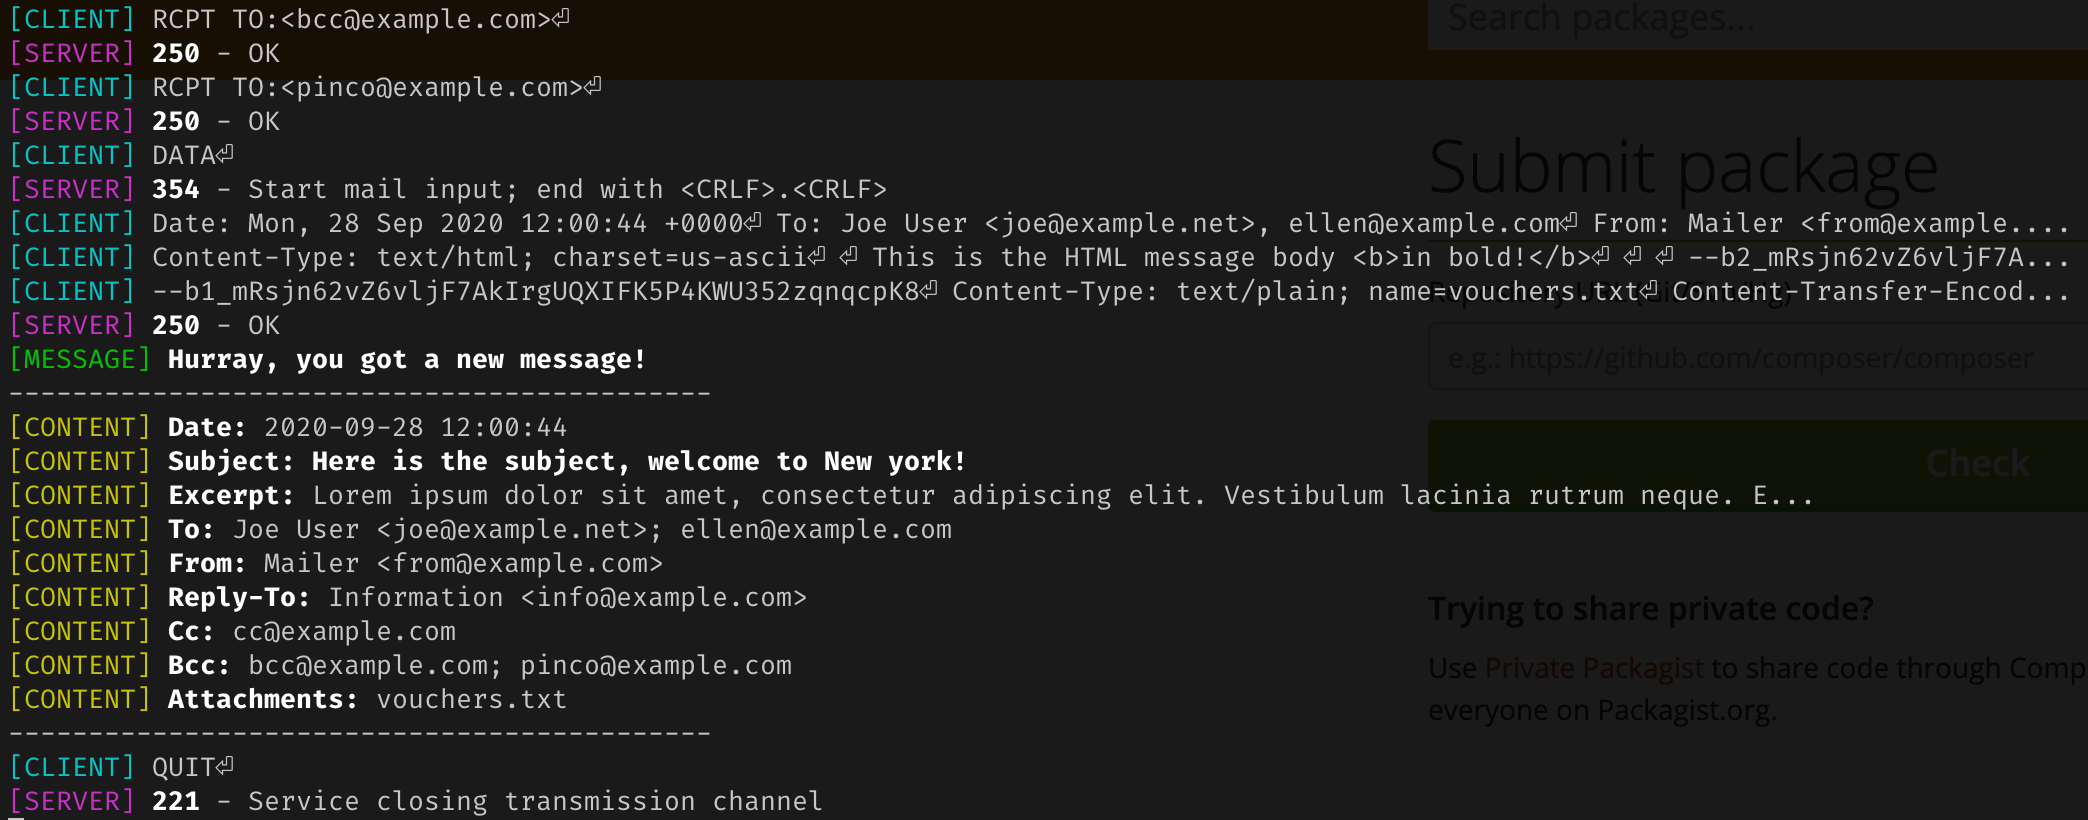 [CLIENT] RCPT TO:<bcc@example.com>⏎
[SERVER] 250 - OK
[CLIENT] RCPT TO:<pinco@example.com>⏎
[SERVER] 250 - OK
[CLIENT] DATA⏎
[SERVER] 354 - Start mail input; end with <CRLF>.<CRLF>
[CLIENT] Date: Mon, 28 Sep 2020 12:00:44 +0000⏎ To: Joe User <joe@example.net>, ellen@example.com⏎ From: Mailer <from@example....
[CLIENT] Content-Type: text/html; charset=us-ascii⏎ ⏎ This is the HTML message body <b>in bold!</b>⏎ ⏎ ⏎ --b2_mRsjn62vZ6vljF7A...
[CLIENT] --b1_mRsjn62vZ6vljF7AkIrgUQXIFK5P4KWU352zqnqcpK8⏎ Content-Type: text/plain; name=vouchers.txt⏎ Content-Transfer-Encod...
[SERVER] 250 - OK
[MESSAGE] Hurray, you got a new message!
--------------------------------------------
[CONTENT] Date: 2020-09-28 12:00:44
[CONTENT] Subject: Here is the subject, welcome to New york!
[CONTENT] Excerpt: Lorem ipsum dolor sit amet, consectetur adipiscing elit. Vestibulum lacinia rutrum neque. E...
[CONTENT] To: Joe User <joe@example.net>; ellen@example.com
[CONTENT] From: Mailer <from@example.com>
[CONTENT] Reply-To: Information <info@example.com>
[CONTENT] Cc: cc@example.com
[CONTENT] Bcc: bcc@example.com; pinco@example.com
[CONTENT] Attachments: vouchers.txt
--------------------------------------------
[CLIENT] QUIT⏎
[SERVER] 221 - Service closing transmission channel
Search packages...
Submit package
Repository URL
e.g.: https://github.com/composer/composer
Check
Trying to share private code?
Use Private Packagist to share code through Comp
everyone on Packagist.org.